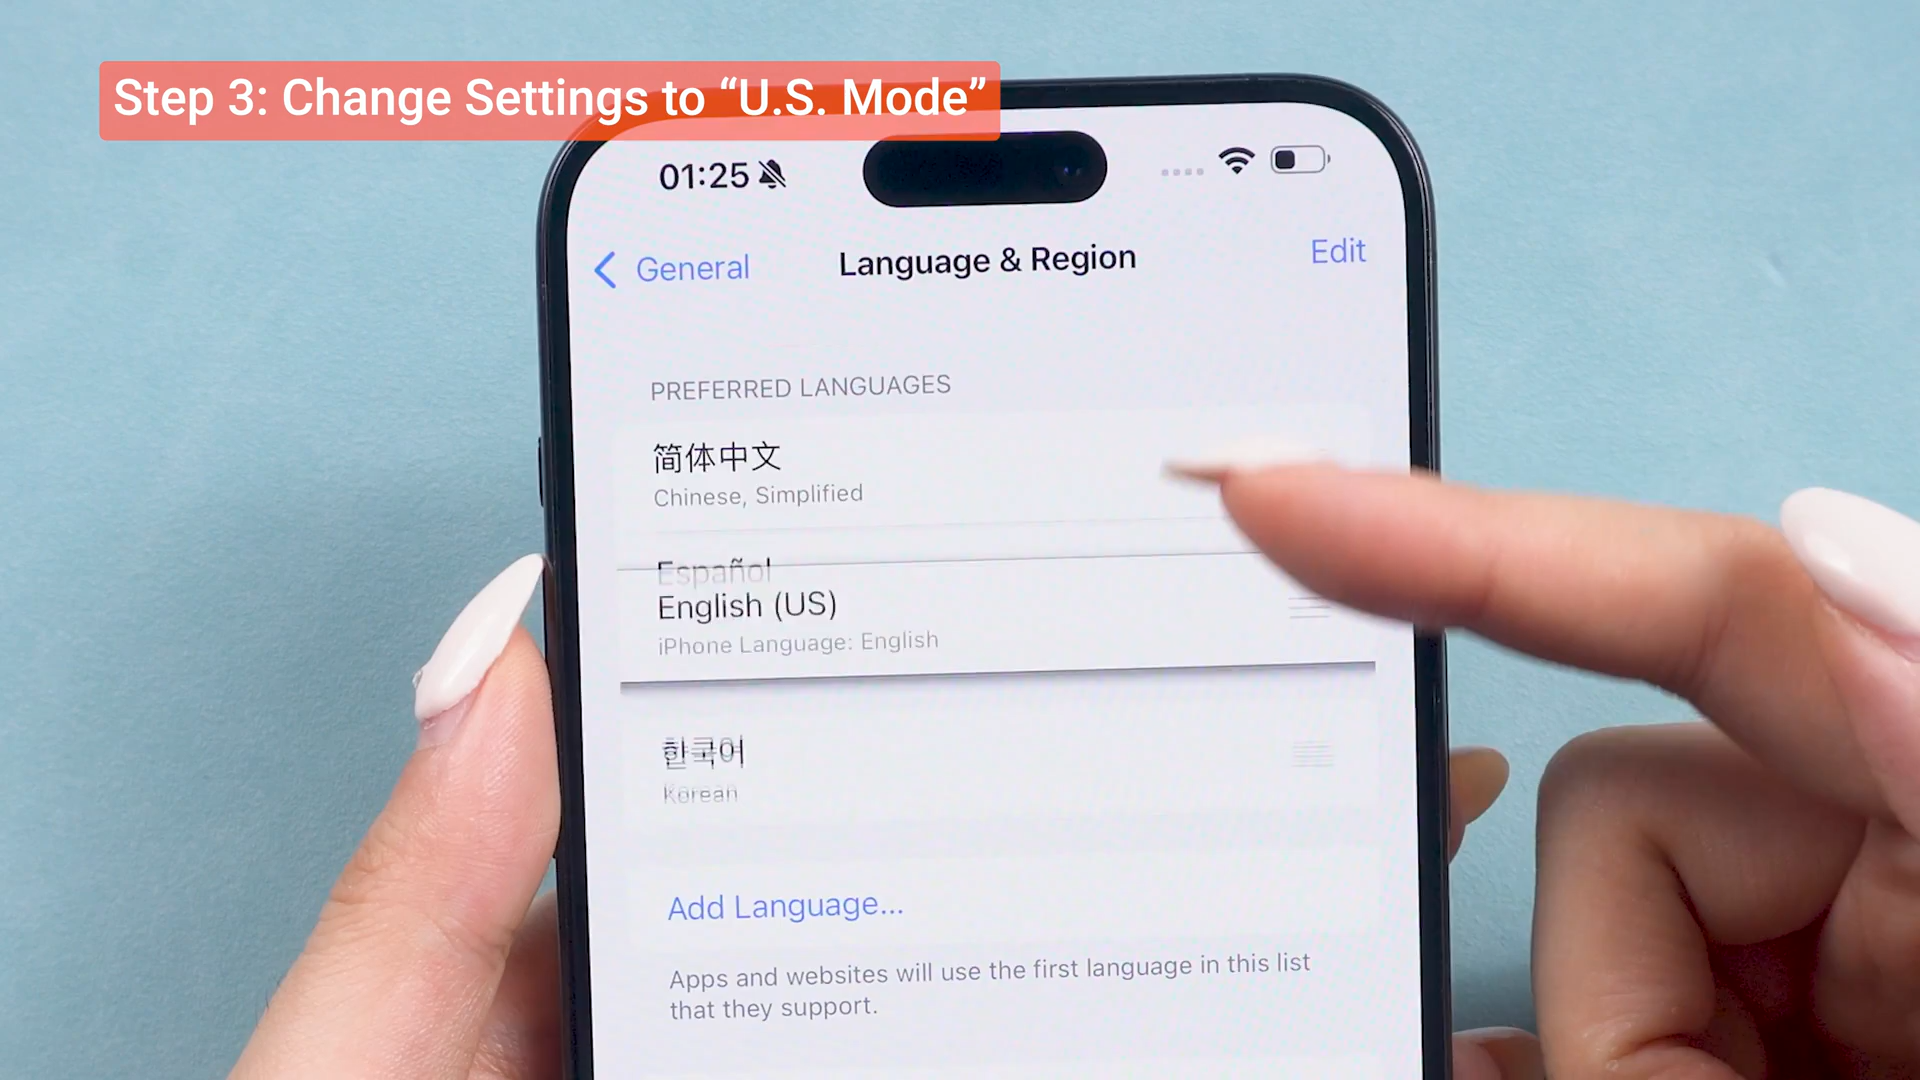 Step 3: Change Settings to “U.S. Mode”
01:25
General
Language & Region
Edit
PREFERRED LANGUAGES
简体中文
Chinese, Simplified
Español
English (US)
iPhone Language: English
한국어
Korean
Add Language...
Apps and websites will use the first language in this list
that they support.